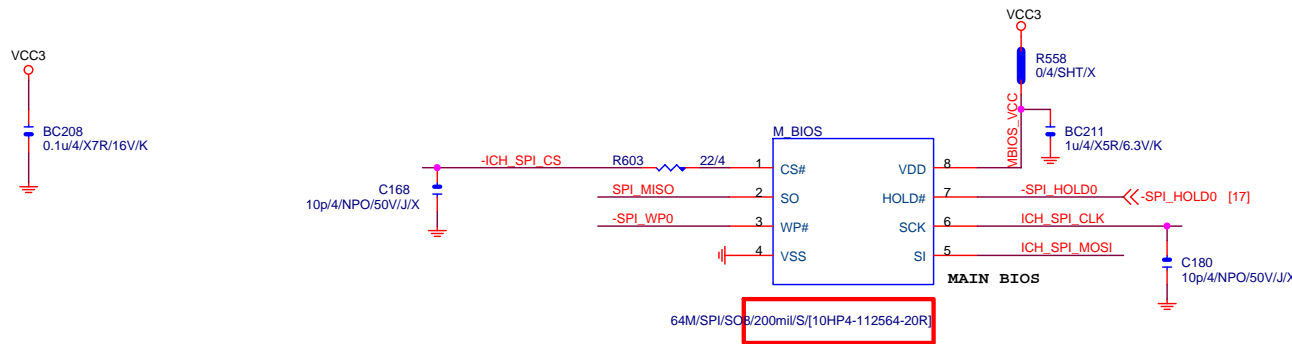 VCC3
BC208
0.1u/4/X7R/16V/K
VCC3
R558
0/4/SHT/X
MBIOS_VCC
BC211
1u/4/X5R/6.3V/K
M_BIOS
-ICH_SPI_CS
R603
22/4
1
CS#
VDD
8
C168
10p/4/NPO/50V/J/X
SPI_MISO
2
SO
HOLD#
7
-SPI_HOLD0
-SPI_HOLD0 [17]
-SPI_WP0
3
WP#
SCK
6
ICH_SPI_CLK
4
VSS
SI
5
ICH_SPI_MOSI
C180
10p/4/NPO/50V/J/X
MAIN BIOS
64M/SPI/SO8/200mil/S/[10HP4-112564-20R]